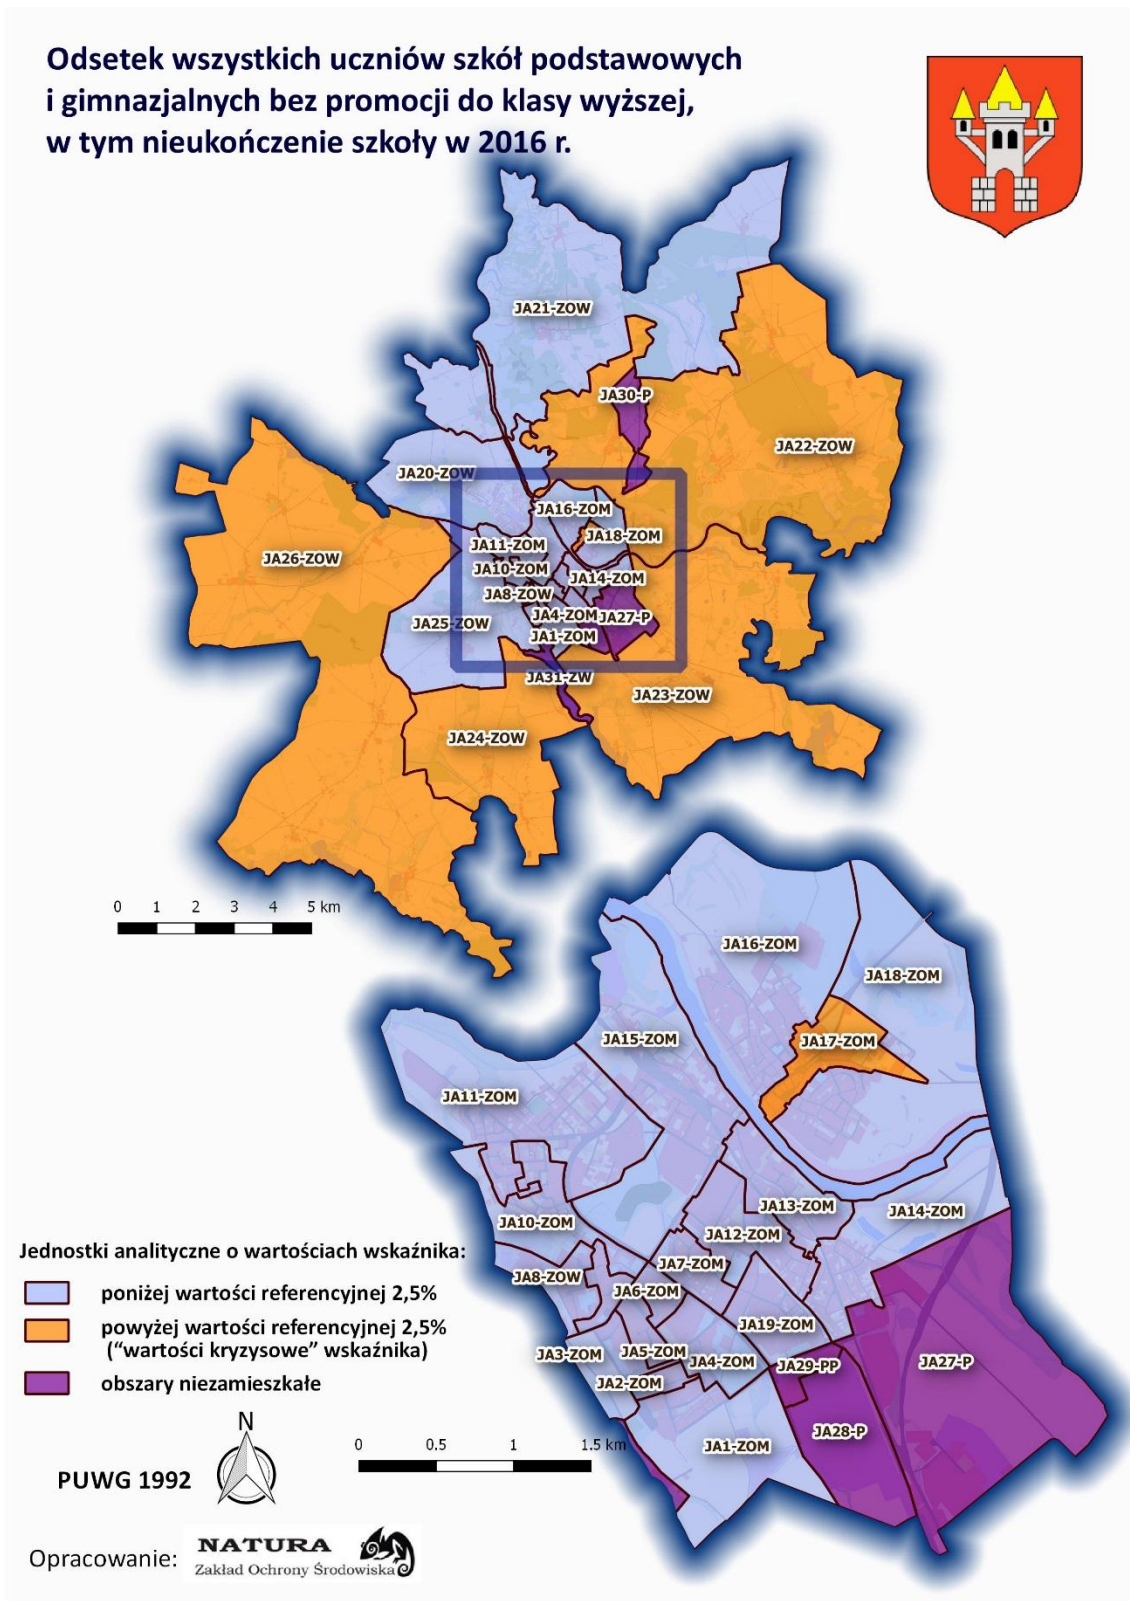 Odsetek wszystkich uczniów szkół podstawowych
i gimnazjalnych bez promocji do klasy wyższej,
w tym nieukończenie szkoły w 2016 r.
JA21-ZOW
JA30-P
JA22-ZOW
JA20-ZOW
JA16-ZOM
JA18-ZOM
JA11-ZOM
JA26-ZOW
JA10-ZOM
JA14-ZOM
JA8-ZOW
JA4-ZOM
JA27-P
JA25-ZOW
JA1-ZOM
JA31-ZW
JA23-ZOW
JA24-ZOW
0 1 2 3 4 5 km
JA16-ZOM
JA18-ZOM
JA15-ZOM
JA17-ZOM
JA11-ZOM
JA13-ZOM
JA14-ZOM
JA10-ZOM
JA12-ZOM
JA7-ZOM
JA8-ZOW
JA6-ZOM
JA19-ZOM
JA3-ZOM
JA5-ZOM
JA4-ZOM
JA29-PP
JA27-P
JA2-ZOM
JA28-P
JA1-ZOM
Jednostki analityczne o wartościach wskaźnika:
poniżej wartości referencyjnej 2,5%
powyżej wartości referencyjnej 2,5%
(“wartości kryzysowe” wskaźnika)
obszary niezamieszkałe
N
0 0.5 1 1.5 km
PUWG 1992
Opracowanie:
NATURA
Zakład Ochrony Środowiska